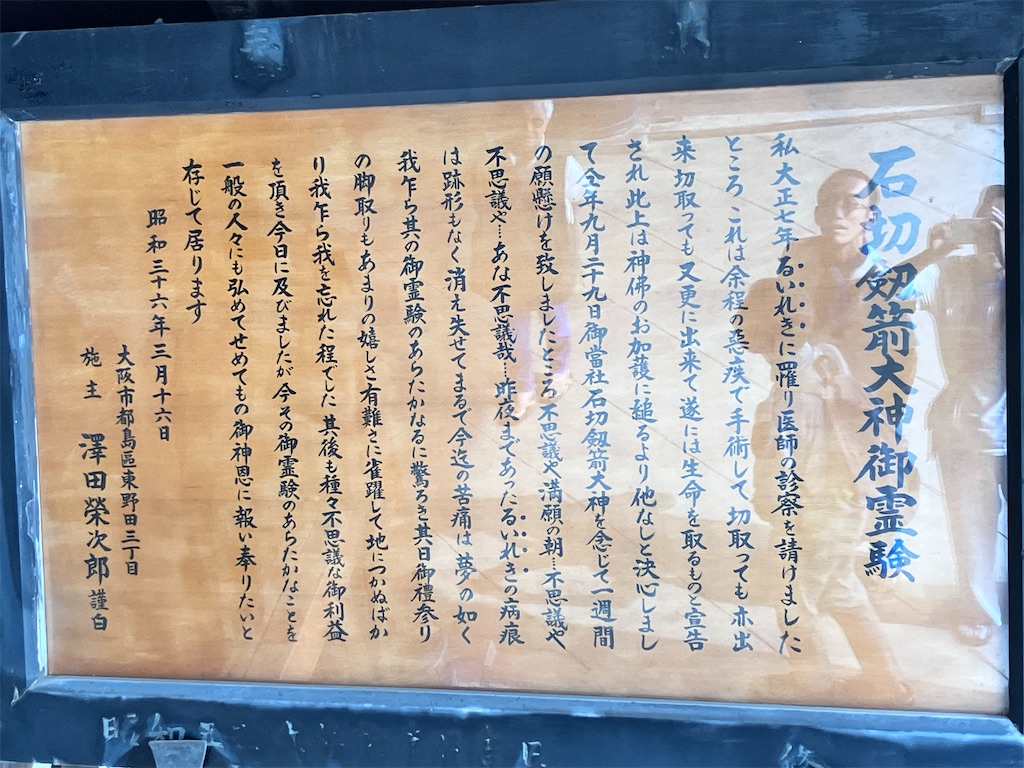 石切劔箭大神御霊験
私大正七年るいれきに罹り医師の診察を請けました
ところ これは余程の悪疾で手術して切取っても亦出
来 切取っても又更に出来て遂には生命を取るものと宣告
され 此上は神佛のお加護に縋るより他なしと決心しまし
て仝年九月二十九日御當社石切劔箭大神を念じて一週間
の願懸けを致しましたところ不思議や満願の朝…不思議や
不思議や…あな不思議哉…昨夜まであったるいれきの病痕
は跡形もなく消え失せてまるで今迄の苦痛は夢の如く
我乍ら其の御霊験のあらたかなるに驚ろき其日御禮参り
の脚取りもあまりの嬉しさ有難さに雀躍して地につかぬばか
り我乍ら我を忘れた程でした 其後も種々不思議な御利益
を頂き今日に及びましたが今その御霊験のあらたかなことを
一般の人々にも弘めてせめてもの御神恩に報い奉りたいと
存じて居ります
昭和三十六年三月十六日
大阪市都島區東野田三丁目
施主 澤田榮次郎 謹白
昭和五